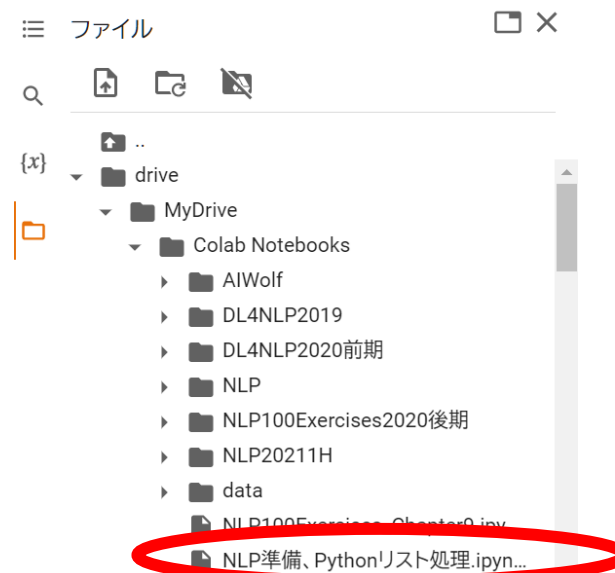 ファイル
..
{x}
drive
MyDrive
Colab Notebooks
AIWolf
DL4NLP2019
DL4NLP2020前期
NLP
NLP100Exercises2020後期
NLP20211H
data
NLP100Exercises_Chapter9.ipy...
NLP準備、Pythonリスト処理.ipyn...